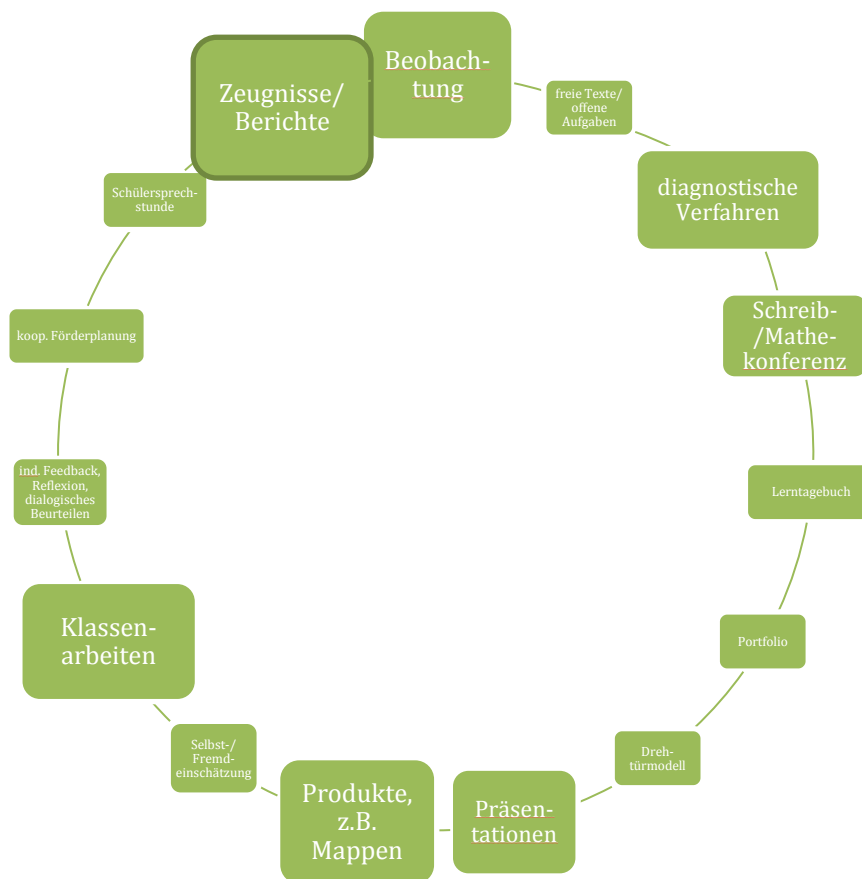 Zeugnisse/
Berichte
Beobach-
tung
freie Texte/
offene
Aufgaben
diagnostische
Verfahren
Schreib-
/Mathe-
konferenz
Lerntagebuch
Portfolio
Dreh-
türmodell
Präsen-
tationen
Produkte,
z.B.
Mappen
Selbst-/
Fremd-
einschätzung
Klassen-
arbeiten
ind. Feedback,
Reflexion,
dialogisches
Beurteilen
koop. Förderplanung
Schülersprech-
stunde